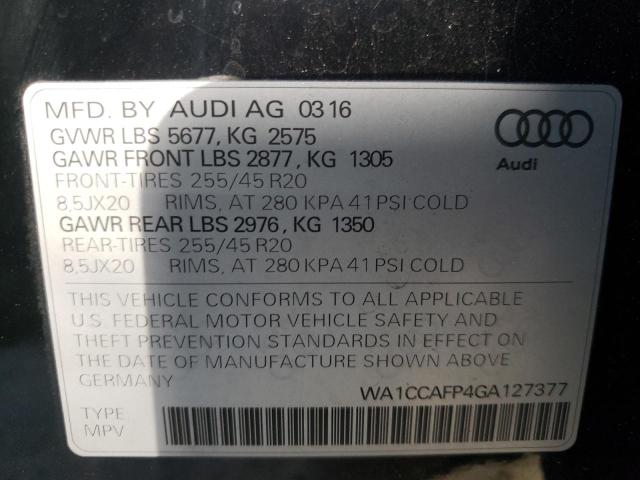 MFD. BY AUDI AG 0316
GVWR LBS 5677, KG 2575
GAWR FRONT LBS 2877, KG 1305
FRONT-TIRES 255/45 R20
8,5JX20 RIMS, AT 280 KPA 41 PSI COLD
GAWR REAR LBS 2976, KG 1350
REAR-TIRES 255/45 R20
8,5JX20 RIMS, AT 280 KPA 41 PSI COLD
Audi
THIS VEHICLE CONFORMS TO ALL APPLICABLE
U.S. FEDERAL MOTOR VEHICLE SAFETY AND
THEFT PREVENTION STANDARDS IN EFFECT ON
THE DATE OF MANUFACTURE SHOWN ABOVE
GERMANY
WA1CCAFP4GA127377
TYPE
MPV